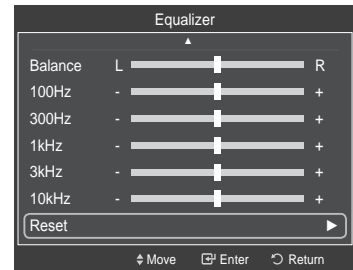 Equalizer
▲
Balance L R
100Hz - +
300Hz - +
1kHz - +
3kHz - +
10kHz - +
Reset ►
Move Enter Return